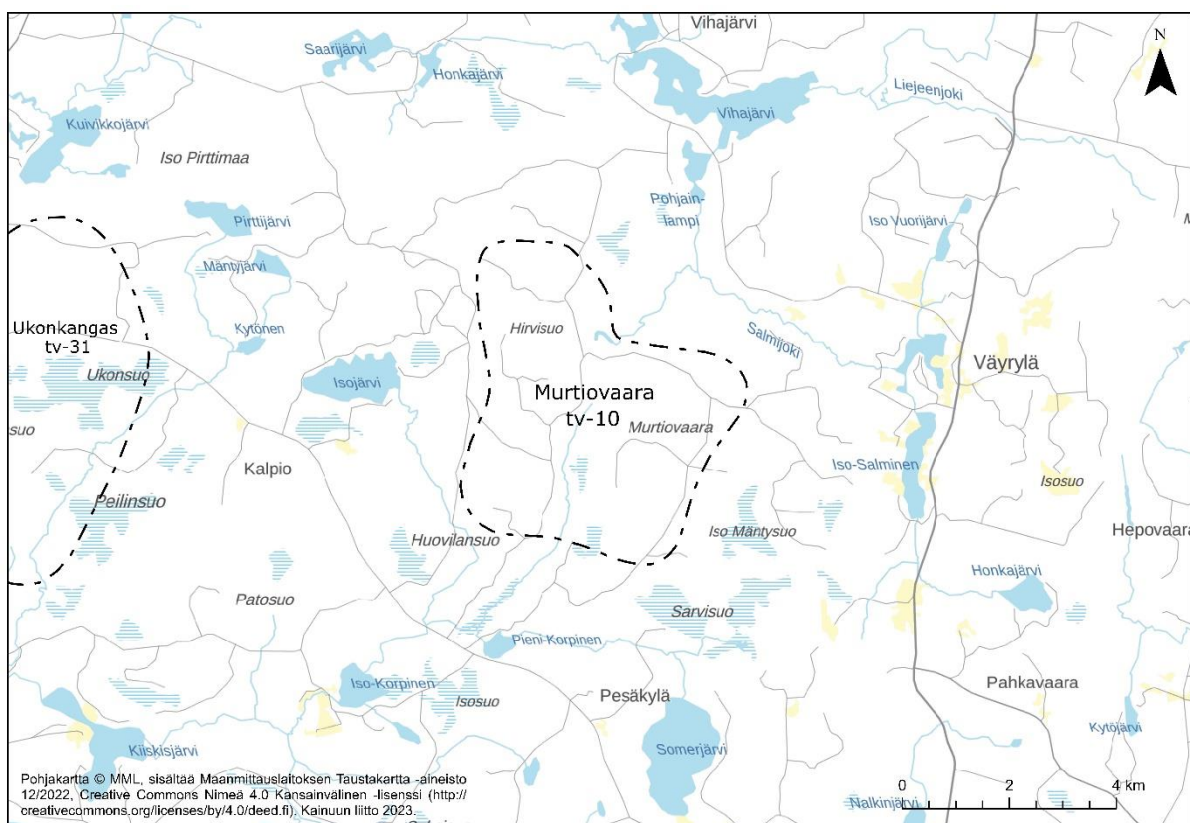 Vihajärvi
N
Saarijärvi
Honkajärvi
Liejeenjoki
Vihajärvi
Kuivikkojärvi
Iso Pirttimaa
Pohjain-
lampi
Pirttijärvi
Iso Vuorijärvi
Mäntyjärvi
Ukonkangas
tv-31
Kytönen
Hirvisuo
Salmijoki
Väyrylä
Ukonsuo
Isojärvi
Murtiovaara
tv-10
Murtiovaara
suo
Kalpio
Iso-Salminen
Isosuo
Peilinsuo
Huovilansuo
Iso Mäntysuo
Hepovaara
Honkajärvi
Patosuo
Sarvisuo
Pieni-Korpinen
Iso-Korpinen
Isosuo
Pesäkylä
Pahkavaara
Kiiskisjärvi
Somerjärvi
Kytöjärvi
Pohjakartta © MML, sisältää Maanmittauslaitoksen Taustakartta -aineisto
12/2022, Creative Commons Nimeä 4.0 Kansainvälinen -lisenssi (http://
creativecommons.org/licenses/by/4.0/deed.fi). Kainuun liitto 2023.
0 2 4 km
Nalkinjärvi